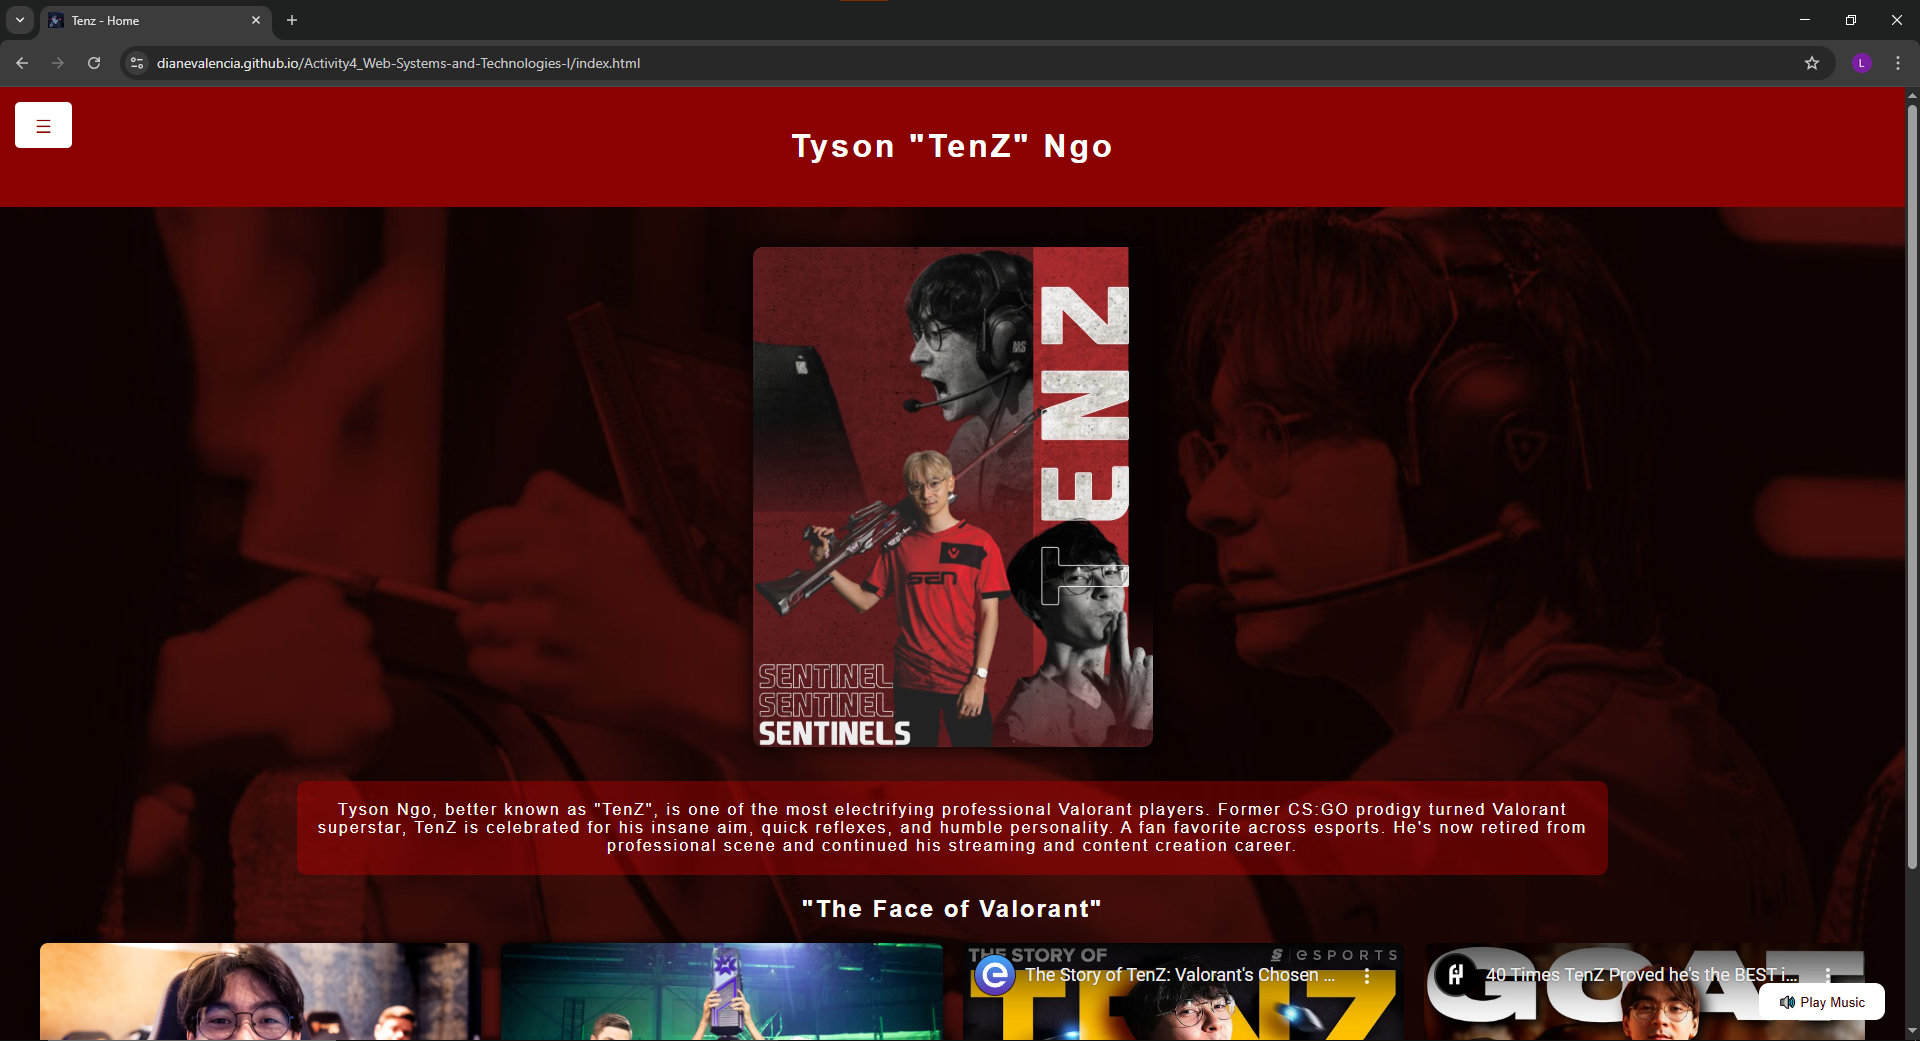 Tenz - Home
dianevalencia.github.io/Activity4_Web-Systems-and-Technologies-I/index.html
L
☰
Tyson "TenZ" Ngo
TENZ
sen
SENTINEL
SENTINEL
SENTINELS
Tyson Ngo, better known as "TenZ", is one of the most electrifying professional Valorant players. Former CS:GO prodigy turned Valorant
superstar, TenZ is celebrated for his insane aim, quick reflexes, and humble personality. A fan favorite across esports. He's now retired from
professional scene and continued his streaming and content creation career.
"The Face of Valorant"
THE STORY OF
ESPORTS
The Story of TenZ: Valorant's Chosen ...
TENZ
40 Times TenZ Proved he's the BEST i...
GOAT
Play Music